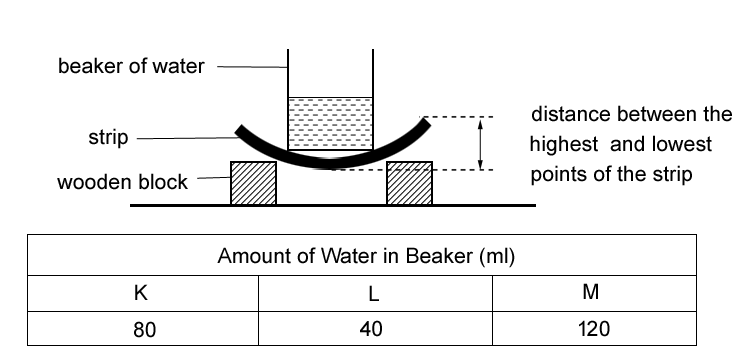 beaker of water
distance between the
strip
highest and lowest
wooden block
points of the strip
Amount of Water in Beaker (ml)
K L M
80 40 120